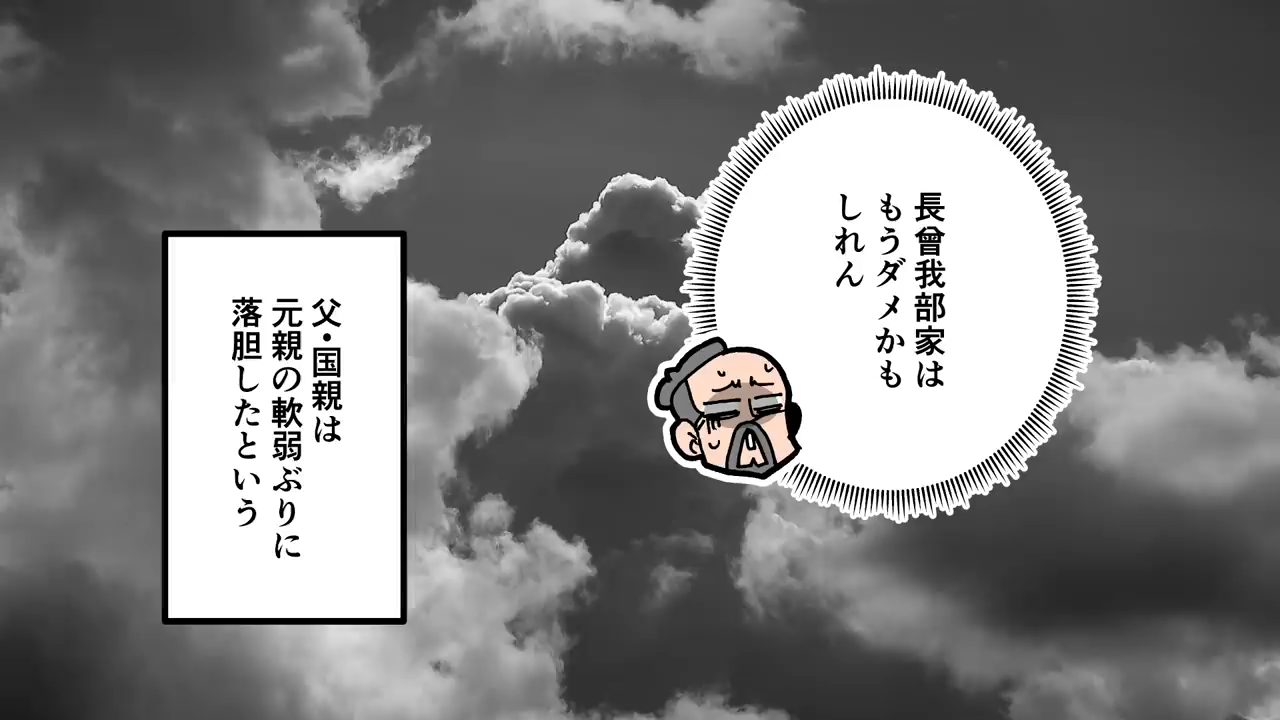 長曾我部家は
もうダメかも
しれん
父・国親は
元親の軟弱ぶりに
落胆したという